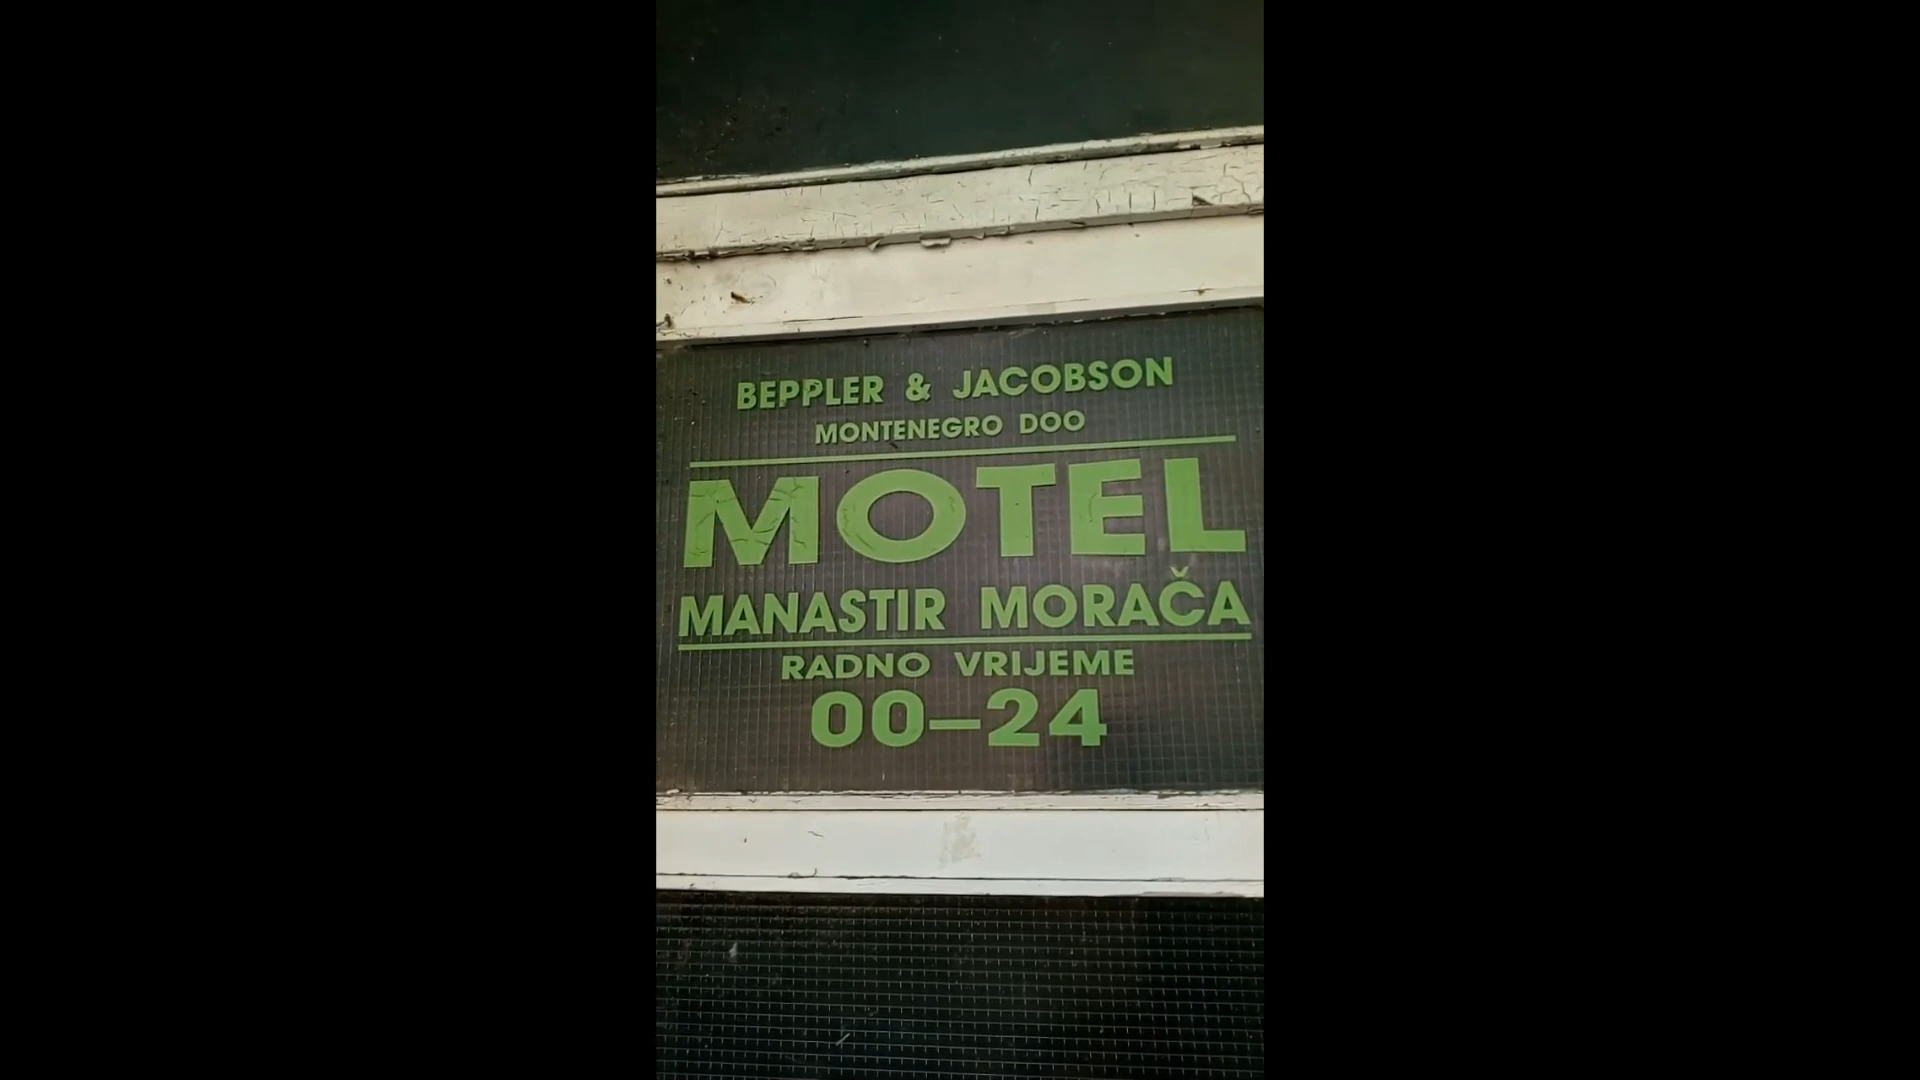 BEPPLER & JACOBSON
MONTENEGRO DOO
MOTEL
MANASTIR MORAČA
RADNO VRIJEME
00–24